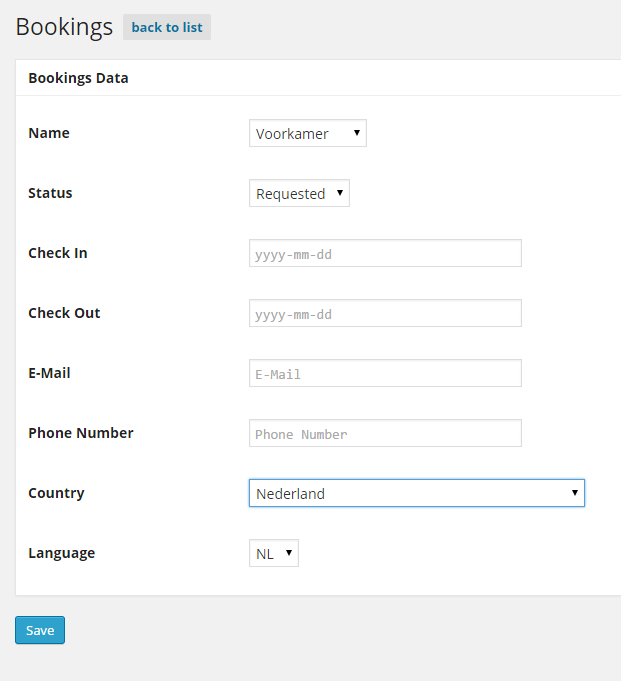 Bookings back to list
Bookings Data
Name Voorkamer
Status Requested
Check In yyyy-mm-dd
Check Out yyyy-mm-dd
E-Mail E-Mail
Phone Number Phone Number
Country Nederland
Language NL
Save